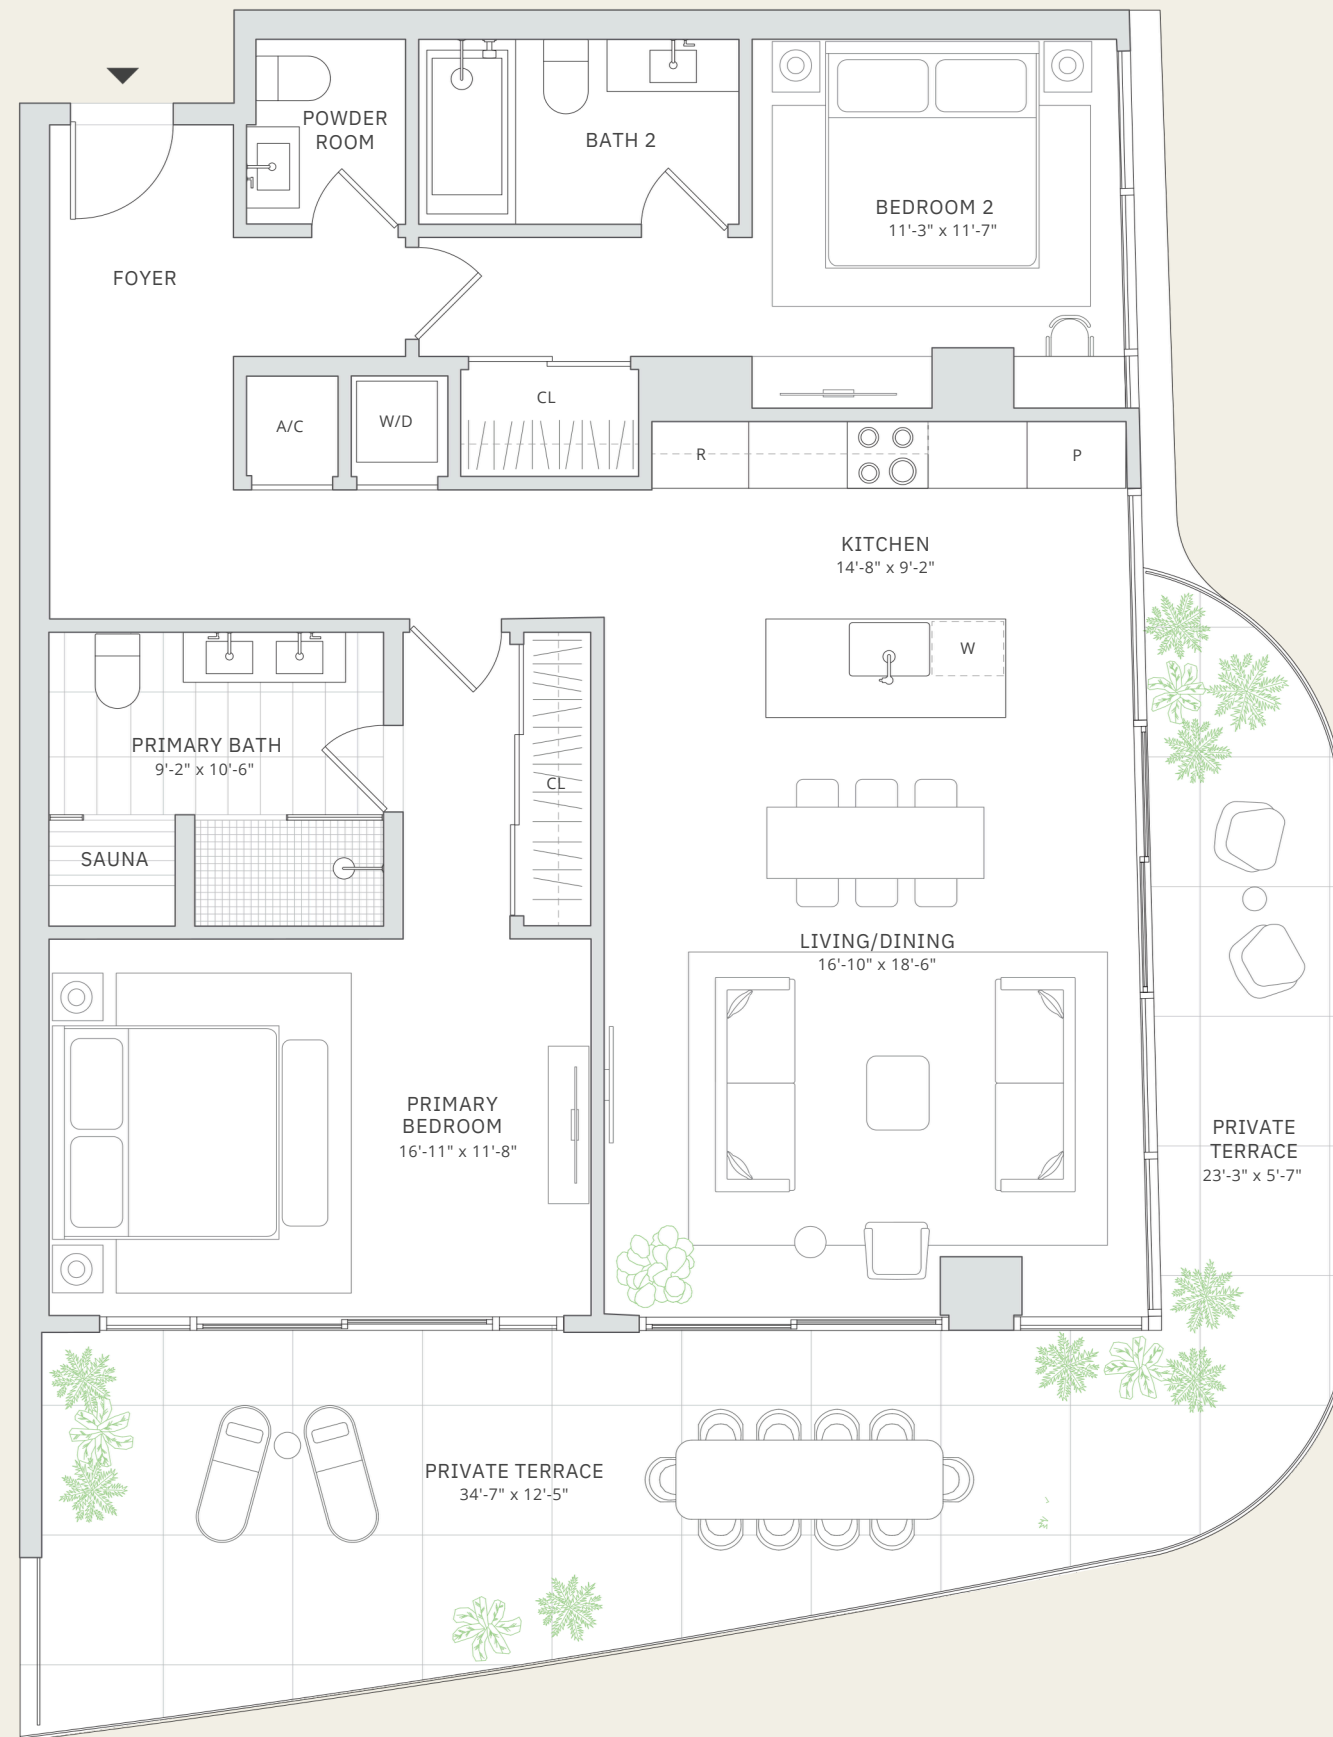 POWDER
ROOM
BATH 2
BEDROOM 2
11'-3" x 11'-7"
FOYER
A/C
W/D
CL
R
P
KITCHEN
14'-8" x 9'-2"
W
PRIMARY BATH
9'-2" x 10'-6"
CL
SAUNA
LIVING/DINING
16'-10" x 18'-6"
PRIMARY
BEDROOM
16'-11" x 11'-8"
PRIVATE
TERRACE
23'-3" x 5'-7"
PRIVATE TERRACE
34'-7" x 12'-5"